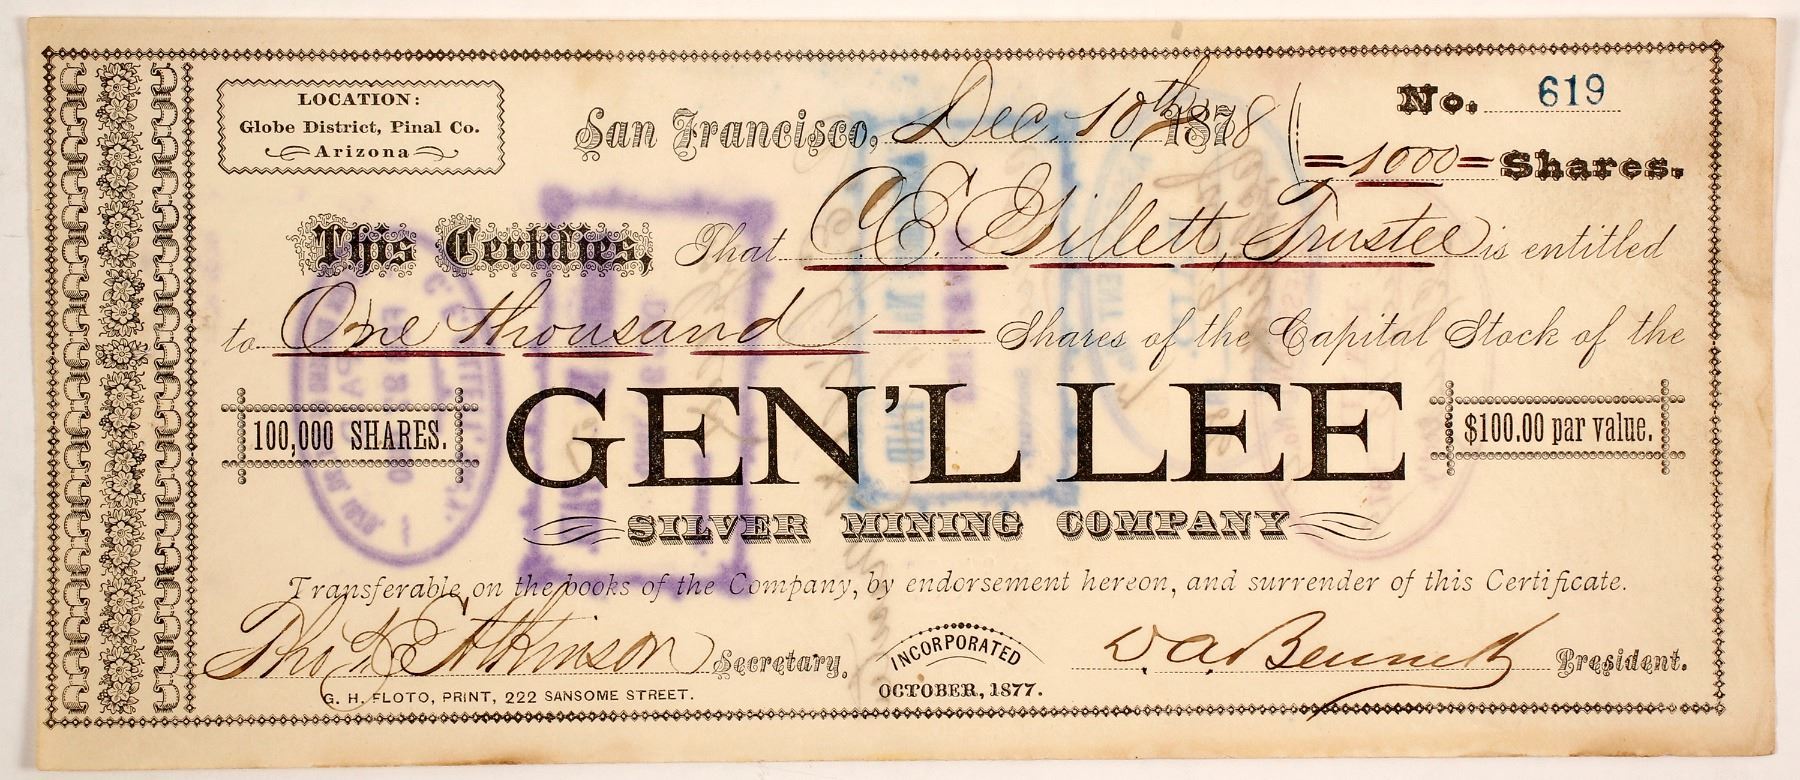 LOCATION:
Globe District, Pinal Co.
Arizona
San Francisco, Dec. 10th 1878
No. 619
=1000= Shares.
This Certifies, That C. E. Gillett, Trustee is entitled
to One thousand Shares of the Capital Stock of the
100,000 SHARES.
GEN'L LEE
$100.00 par value.
SILVER MINING COMPANY
Transferable on the books of the Company, by endorsement hereon, and surrender of this Certificate.
Atkinson Secretary.
INCORPORATED
OCTOBER, 1877.
W. A. Bennett President.
G. H. FLOTO, PRINT, 222 SANSOME STREET.